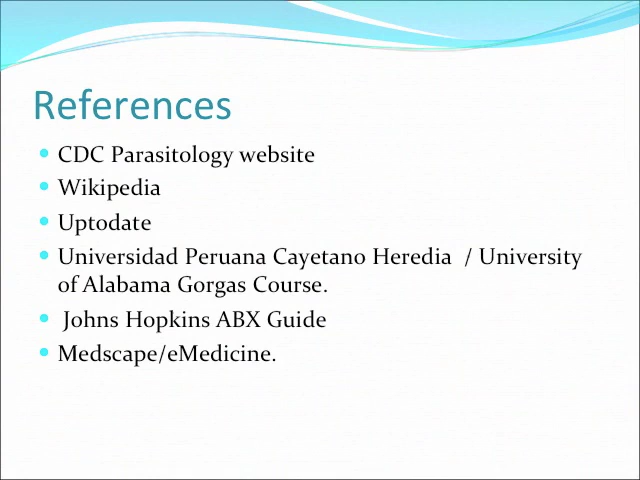 References
CDC Parasitology website
Wikipedia
Uptodate
Universidad Peruana Cayetano Heredia / University
of Alabama Gorgas Course.
Johns Hopkins ABX Guide
Medscape/eMedicine.